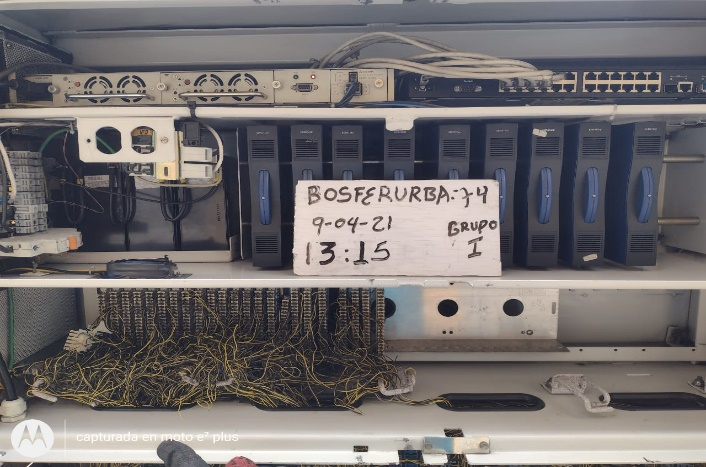 BOSFERURBA-74
9-04-21
GRUPO
I
13:15
capturada en moto e⁷ plus